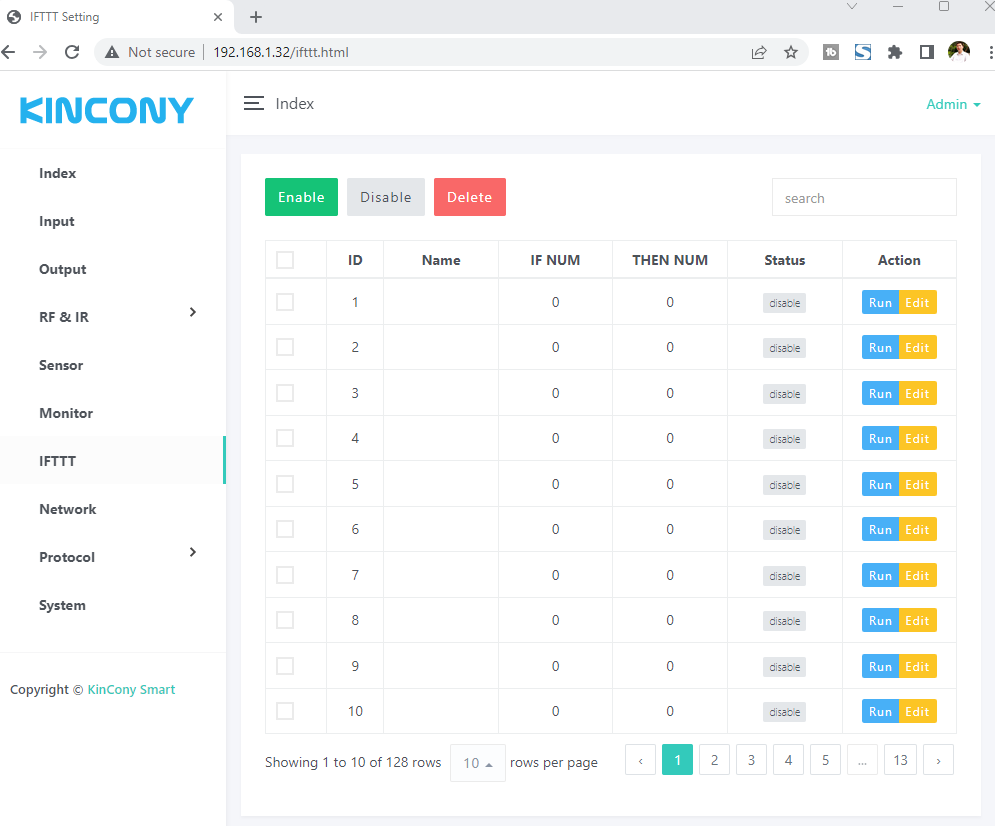 IFTTT Setting
Not secure | 192.168.1.32/ifttt.html
KINCONY
Index
Admin
Index
Input
Output
RF & IR
Sensor
Monitor
IFTTT
Network
Protocol
System
Copyright © KinCony Smart
Enable Disable Delete search
ID Name IF NUM THEN NUM Status Action
1 0 0 disable Run Edit
2 0 0 disable Run Edit
3 0 0 disable Run Edit
4 0 0 disable Run Edit
5 0 0 disable Run Edit
6 0 0 disable Run Edit
7 0 0 disable Run Edit
8 0 0 disable Run Edit
9 0 0 disable Run Edit
10 0 0 disable Run Edit
Showing 1 to 10 of 128 rows 10 rows per page ‹ 1 2 3 4 5 ... 13 ›